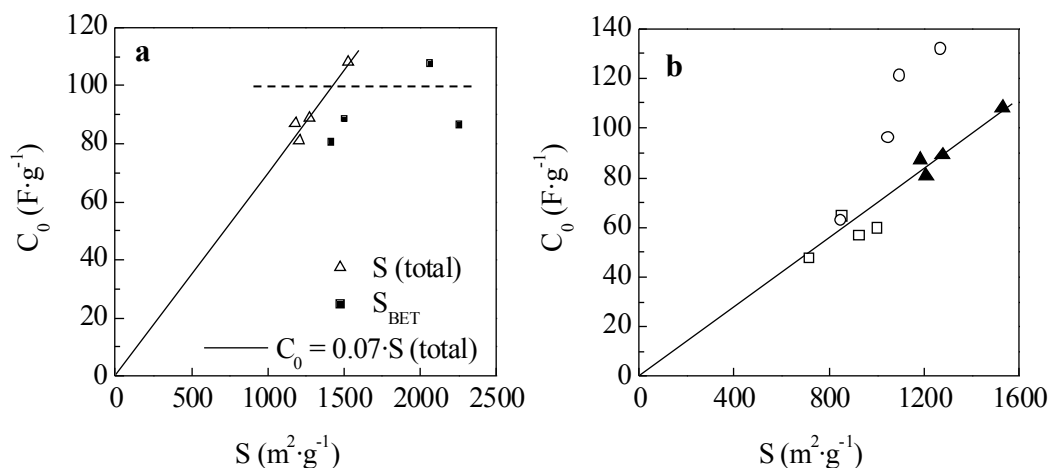 a
120
100
80
60
40
20
0
C₀ (F·g⁻¹)
S (total)
S_BET
C₀ = 0.07·S (total)
0 500 1000 1500 2000 2500
S (m²·g⁻¹)
b
140
120
100
80
60
40
20
0
C₀ (F·g⁻¹)
0 400 800 1200 1600
S (m²·g⁻¹)